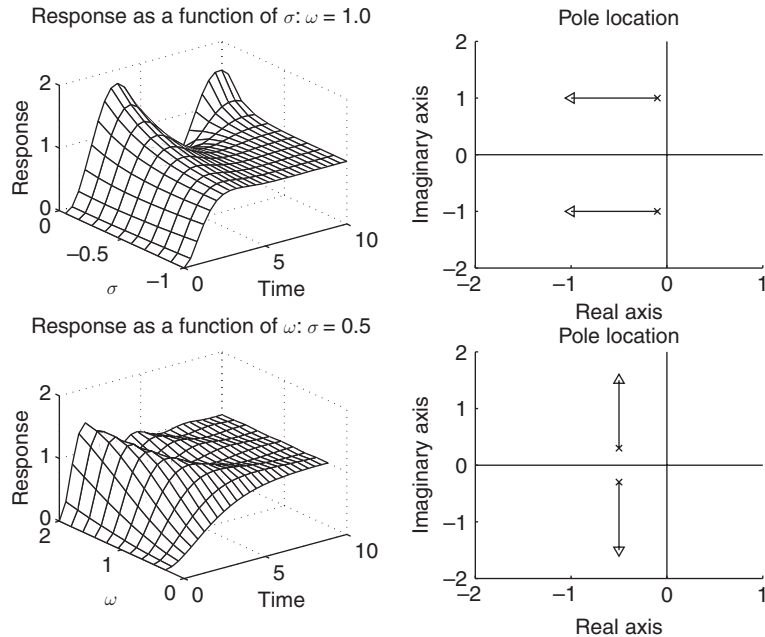 Response as a function of σ: ω = 1.0
Response
2
1
0
0
−0.5
−1
σ
0
5
10
Time
Pole location
Imaginary axis
2
1
0
−1
−2
−2
−1
0
1
Real axis
Response as a function of ω: σ = 0.5
Response
2
1
0
2
1
0
ω
0
5
10
Time
Pole location
Imaginary axis
2
1
0
−1
−2
−2
−1
0
1
Real axis